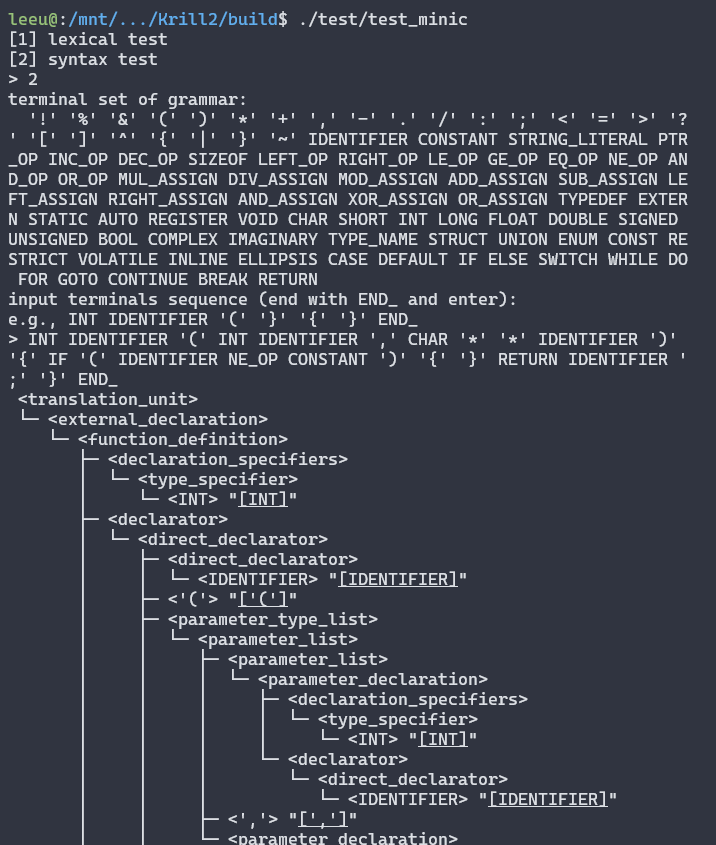 leeu@:/mnt/.../Krill2/build$ ./test/test_minic
[1] lexical test
[2] syntax test
> 2
terminal set of grammar:
  '!' '%' '&' '(' ')' '*' '+' ',' '-' '.' '/' ':' ';' '<' '=' '>' '?
' '[' ']' '^' '{' '|' '}' '~' IDENTIFIER CONSTANT STRING_LITERAL PTR
_OP INC_OP DEC_OP SIZEOF LEFT_OP RIGHT_OP LE_OP GE_OP EQ_OP NE_OP AN
D_OP OR_OP MUL_ASSIGN DIV_ASSIGN MOD_ASSIGN ADD_ASSIGN SUB_ASSIGN LE
FT_ASSIGN RIGHT_ASSIGN AND_ASSIGN XOR_ASSIGN OR_ASSIGN TYPEDEF EXTER
N STATIC AUTO REGISTER VOID CHAR SHORT INT LONG FLOAT DOUBLE SIGNED
UNSIGNED BOOL COMPLEX IMAGINARY TYPE_NAME STRUCT UNION ENUM CONST RE
STRICT VOLATILE INLINE ELLIPSIS CASE DEFAULT IF ELSE SWITCH WHILE DO
 FOR GOTO CONTINUE BREAK RETURN
input terminals sequence (end with END_ and enter):
e.g., INT IDENTIFIER '(' '}' '{' '}' END_
> INT IDENTIFIER '(' INT IDENTIFIER ',' CHAR '*' '*' IDENTIFIER ')'
'{' IF '(' IDENTIFIER NE_OP CONSTANT ')' '{' '}' RETURN IDENTIFIER '
;' '}' END_
<translation_unit>
└─ <external_declaration>
└─ <function_definition>
├─ <declaration_specifiers>
│ └─ <type_specifier>
│ └─ <INT> "[INT]"
├─ <declarator>
│ └─ <direct_declarator>
│ ├─ <direct_declarator>
│ │ └─ <IDENTIFIER> "[IDENTIFIER]"
│ ├─ <'('> "['(']"
│ ├─ <parameter_type_list>
│ │ └─ <parameter_list>
│ │ ├─ <parameter_list>
│ │ │ └─ <parameter_declaration>
│ │ │ ├─ <declaration_specifiers>
│ │ │ │ └─ <type_specifier>
│ │ │ │ └─ <INT> "[INT]"
│ │ │ └─ <declarator>
│ │ │ └─ <direct_declarator>
│ │ │ └─ <IDENTIFIER> "[IDENTIFIER]"
│ │ ├─ <','> "[',']"
│ │ └─ <parameter_declaration>